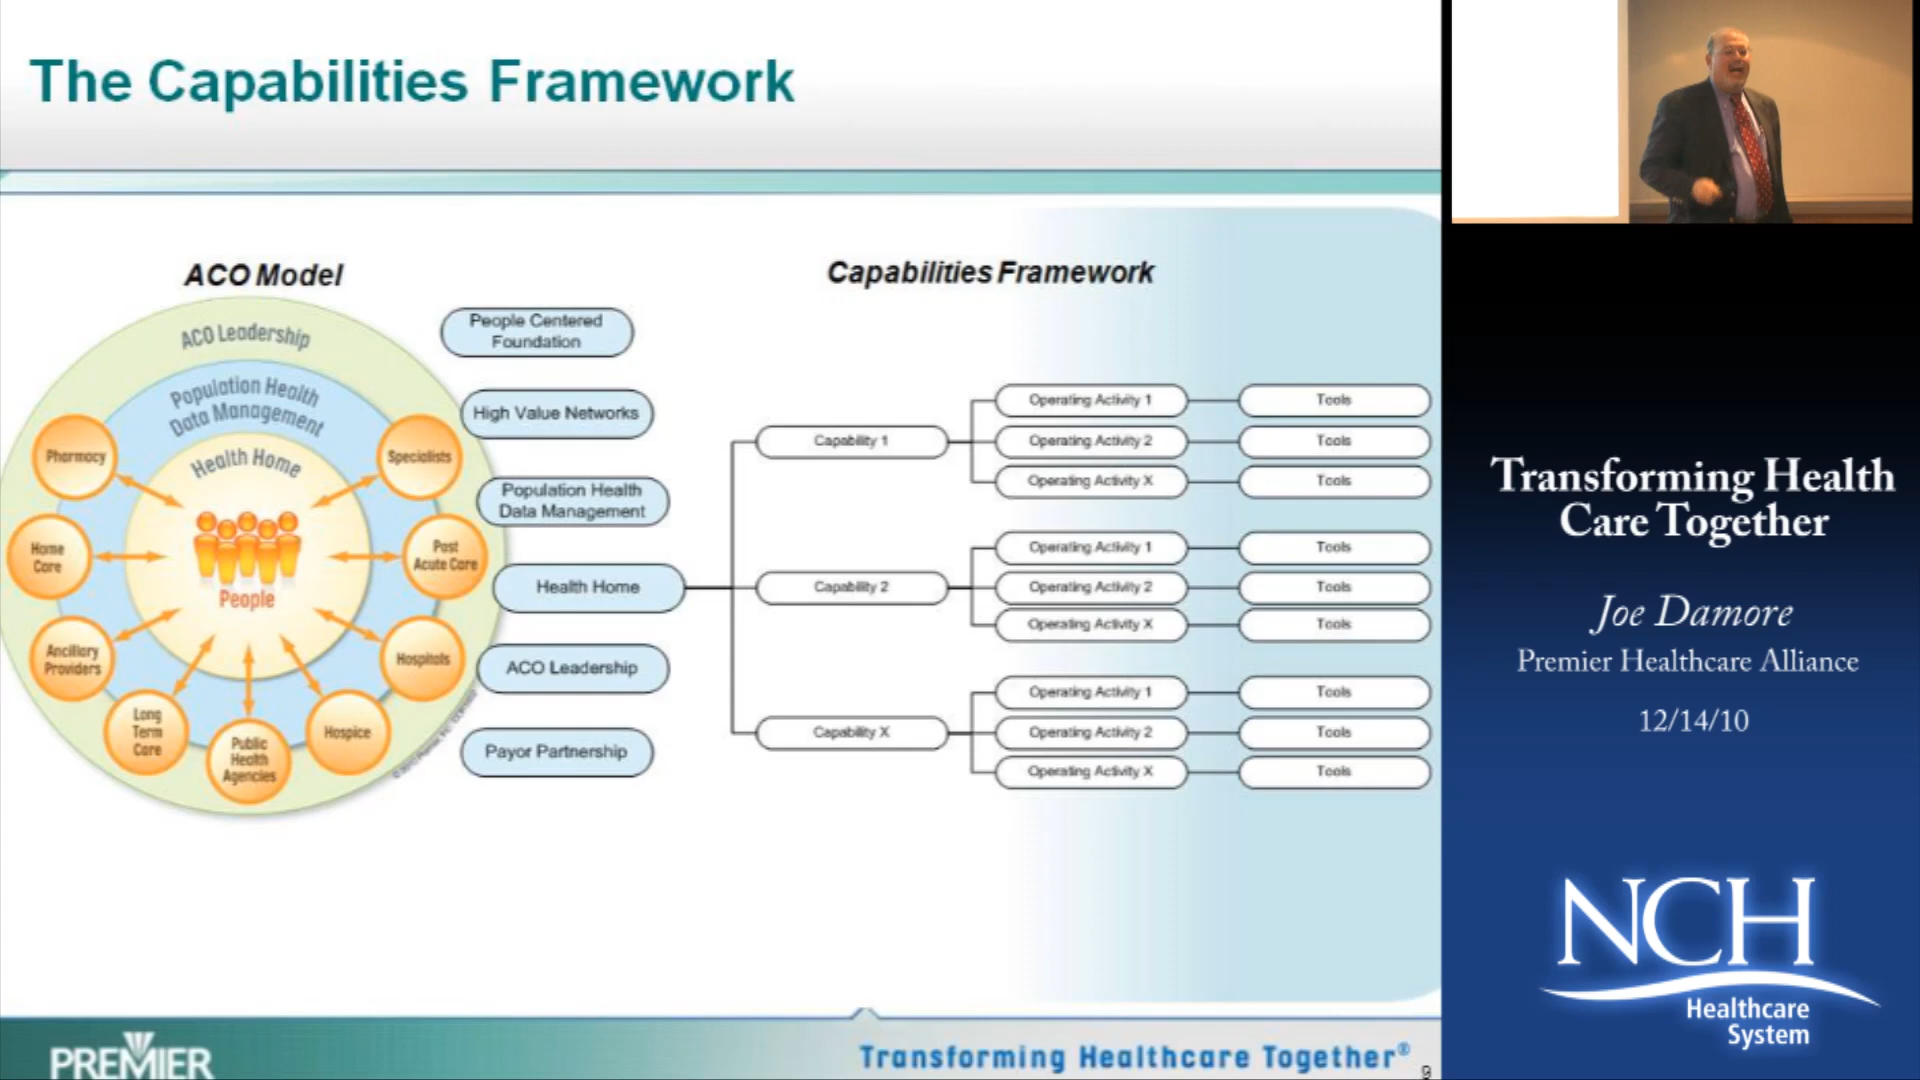 The Capabilities Framework
ACO Model
Capabilities Framework
ACO Leadership
Population Health
Data Management
Health Home
People
Pharmacy
Specialists
Home
Care
Post
Acute Care
Ancillary
Providers
Hospitals
Long
Term
Care
Public
Health
Agencies
Hospice
People Centered
Foundation
High Value Networks
Population Health
Data Management
Health Home
ACO Leadership
Payor Partnership
Capability 1
Operating Activity 1
Tools
Operating Activity 2
Tools
Operating Activity X
Tools
Capability 2
Operating Activity 1
Tools
Operating Activity 2
Tools
Operating Activity X
Tools
Capability X
Operating Activity 1
Tools
Operating Activity 2
Tools
Operating Activity X
Tools
PREMIER
Transforming Healthcare Together®
9
Transforming Health
Care Together
Joe Damore
Premier Healthcare Alliance
12/14/10
NCH
Healthcare
System